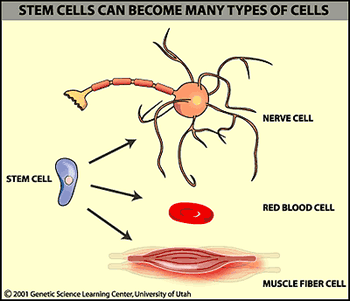 STEM CELLS CAN BECOME MANY TYPES OF CELLS
NERVE CELL
STEM CELL
RED BLOOD CELL
MUSCLE FIBER CELL
© 2001 Genetic Science Learning Center, University of Utah